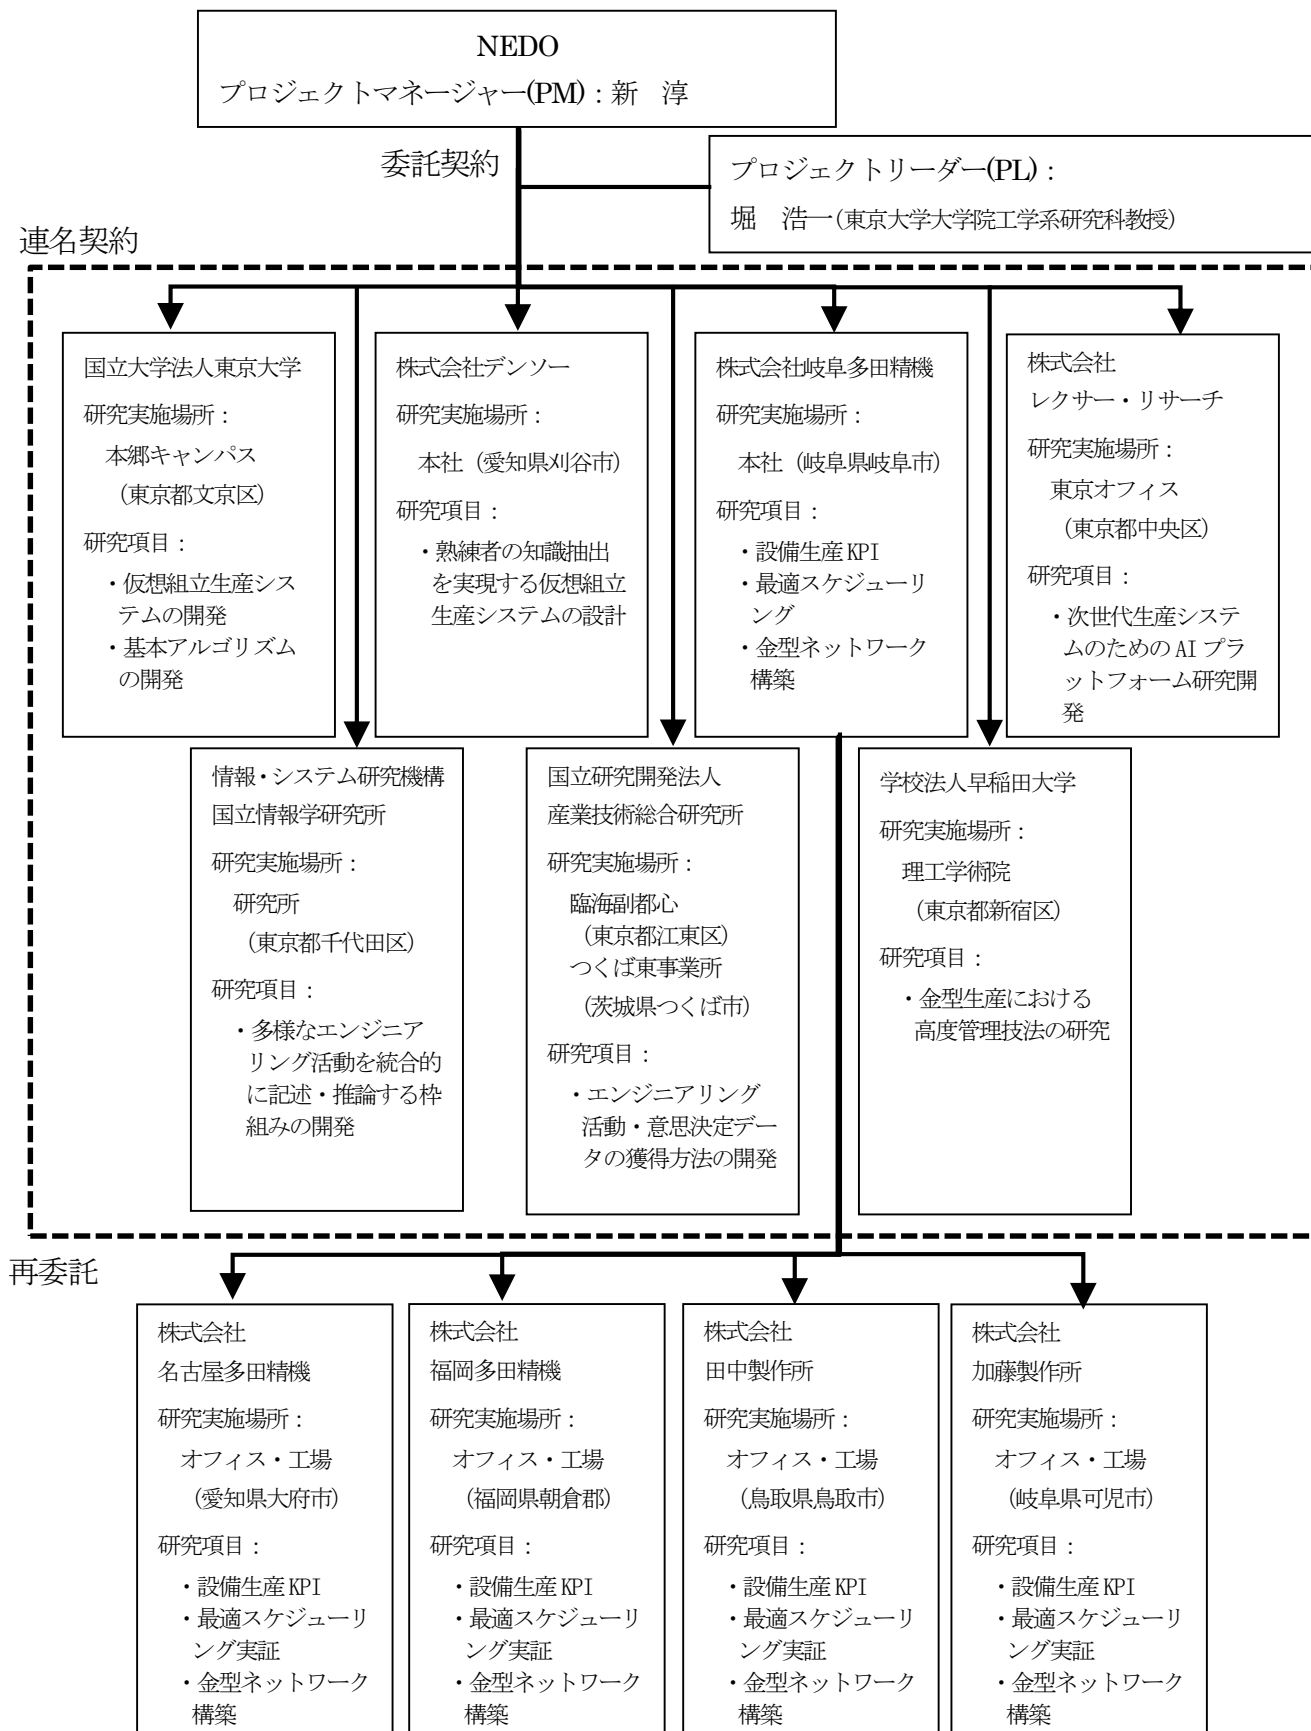 NEDO
プロジェクトマネージャー(PM)：新　淳
委託契約
プロジェクトリーダー(PL)：
堀　浩一(東京大学大学院工学系研究科教授)
連名契約
国立大学法人東京大学
研究実施場所：
本郷キャンパス
(東京都文京区)
研究項目：
・仮想組立生産シス
テムの開発
・基本アルゴリズム
の開発
株式会社デンソー
研究実施場所：
本社（愛知県刈谷市）
研究項目：
・熟練者の知識抽出
を実現する仮想組立
生産システムの設計
株式会社岐阜多田精機
研究実施場所：
本社（岐阜県岐阜市）
研究項目：
・設備生産 KPI
・最適スケジューリ
ング
・金型ネットワーク
構築
株式会社
レクサー・リサーチ
研究実施場所：
東京オフィス
(東京都中央区)
研究項目：
・次世代生産システ
ムのための AI プラ
ットフォーム研究開
発
情報・システム研究機構
国立情報学研究所
研究実施場所：
研究所
（東京都千代田区）
研究項目：
・多様なエンジニア
リング活動を統合的
に記述・推論する枠
組みの開発
国立研究開発法人
産業技術総合研究所
研究実施場所：
臨海副都心
（東京都江東区）
つくば東事業所
（茨城県つくば市）
研究項目：
・エンジニアリング
活動・意思決定デー
タの獲得方法の開発
学校法人早稲田大学
研究実施場所：
理工学術院
（東京都新宿区）
研究項目：
・金型生産における
高度管理技法の研究
再委託
株式会社
名古屋多田精機
研究実施場所：
オフィス・工場
(愛知県大府市)
研究項目：
・設備生産 KPI
・最適スケジューリ
ング実証
・金型ネットワーク
構築
株式会社
福岡多田精機
研究実施場所：
オフィス・工場
(福岡県朝倉郡)
研究項目：
・設備生産 KPI
・最適スケジューリ
ング実証
・金型ネットワーク
構築
株式会社
田中製作所
研究実施場所：
オフィス・工場
(鳥取県鳥取市)
研究項目：
・設備生産 KPI
・最適スケジューリ
ング実証
・金型ネットワーク
構築
株式会社
加藤製作所
研究実施場所：
オフィス・工場
(岐阜県可児市)
研究項目：
・設備生産 KPI
・最適スケジューリ
ング実証
・金型ネットワーク
構築